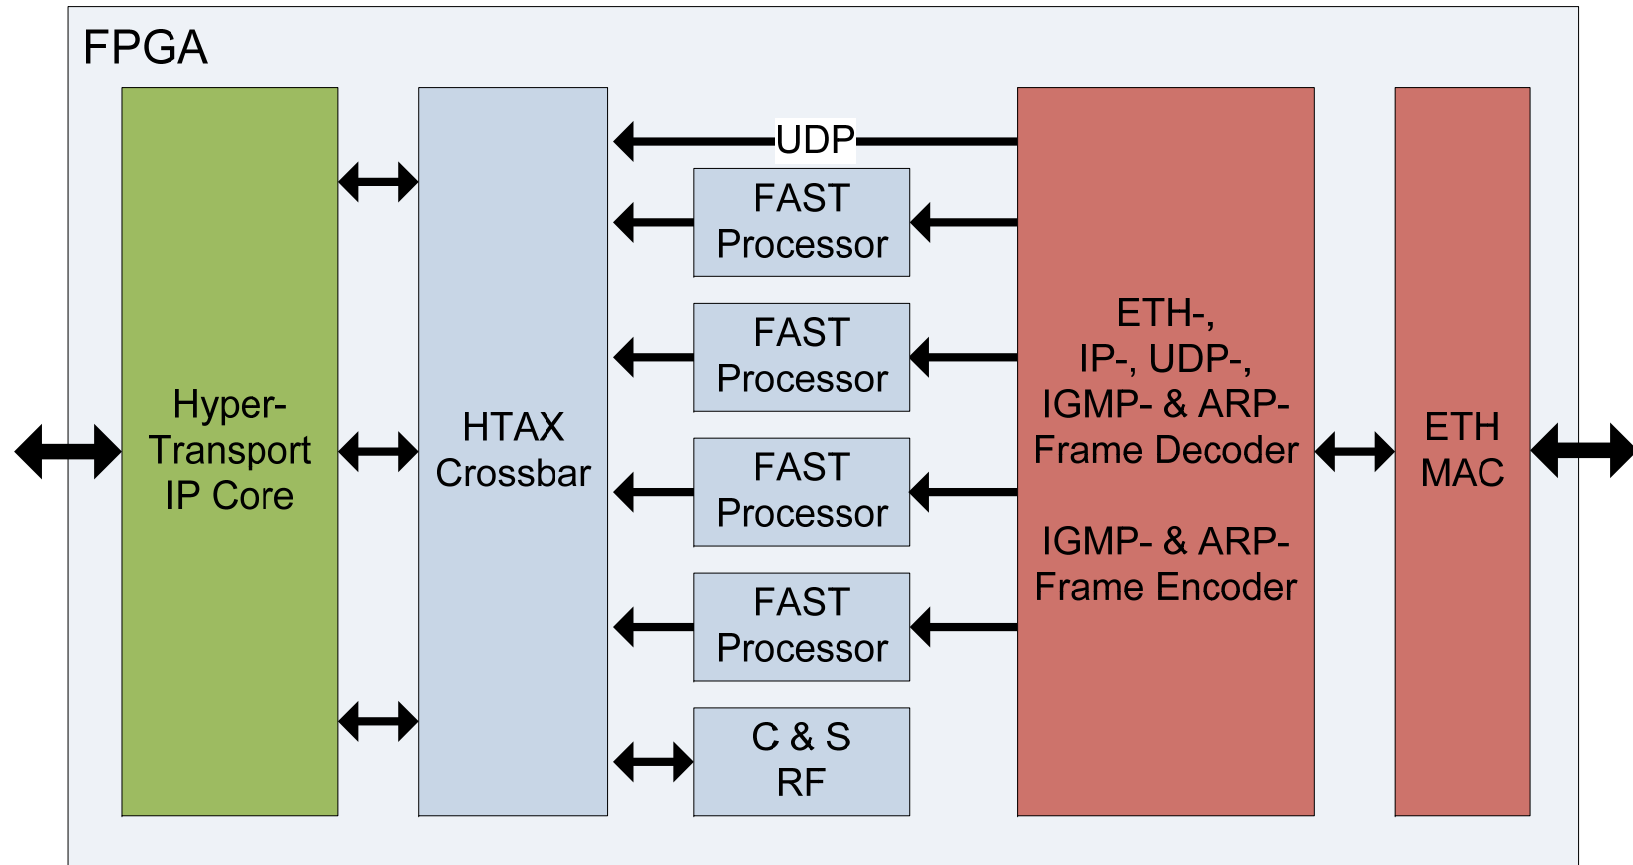 FPGA
Hyper-
Transport
IP Core
HTAX
Crossbar
UDP
FAST
Processor
FAST
Processor
FAST
Processor
FAST
Processor
C & S
RF
ETH-,
IP-, UDP-,
IGMP- & ARP-
Frame Decoder
IGMP- & ARP-
Frame Encoder
ETH
MAC